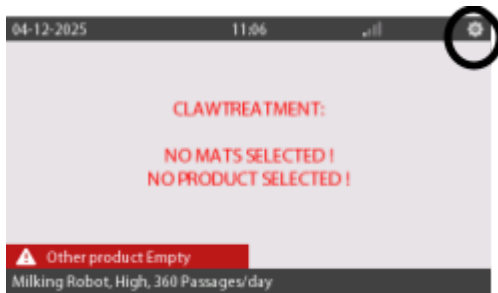 04-12-2025 11:06
CLAWTREATMENT:
NO MATS SELECTED !
NO PRODUCT SELECTED !
Other product Empty
Milking Robot, High, 360 Passages/day